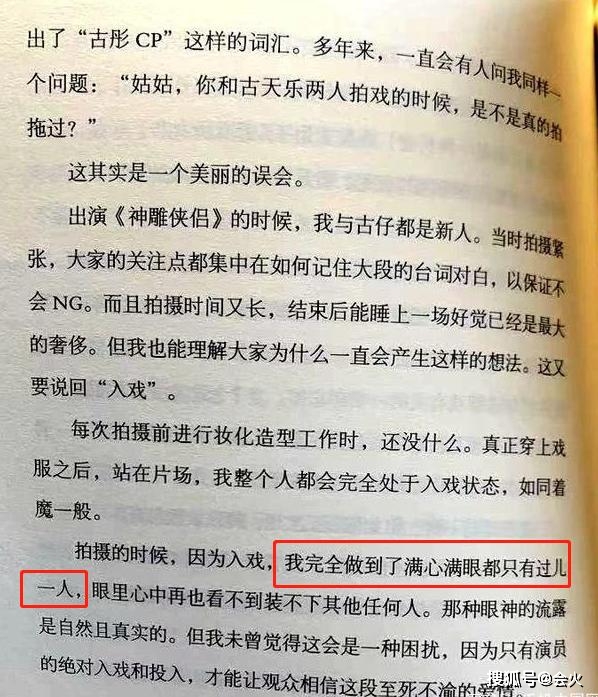 出了“古彤 CP”这样的词汇。多年来，一直会有人问我同样一
个问题：“姑姑，你和古天乐两人拍戏的时候，是不是真的拍
拖过？”
这其实是一个美丽的误会。
出演《神雕侠侣》的时候，我与古仔都是新人。当时拍摄紧
张，大家的关注点都集中在如何记住大段的台词对白，以保证不
会 NG。而且拍摄时间又长，结束后能睡上一场好觉已经是最大
的奢侈。但我也能理解大家为什么一直会产生这样的想法。这又
要说回“入戏”。
每次拍摄前进行妆化造型工作时，还没什么。真正穿上戏
服之后，站在片场，我整个人都会完全处于入戏状态，如同着
魔一般。
拍摄的时候，因为入戏，我完全做到了满心满眼都只有过儿
一人，眼里心中再也看不到装不下其他任何人。那种眼神的流露
是自然且真实的。但我未曾觉得这会是一种困扰，因为只有演员
的绝对入戏和投入，才能让观众相信这段至死不渝的
搜狐号@会火